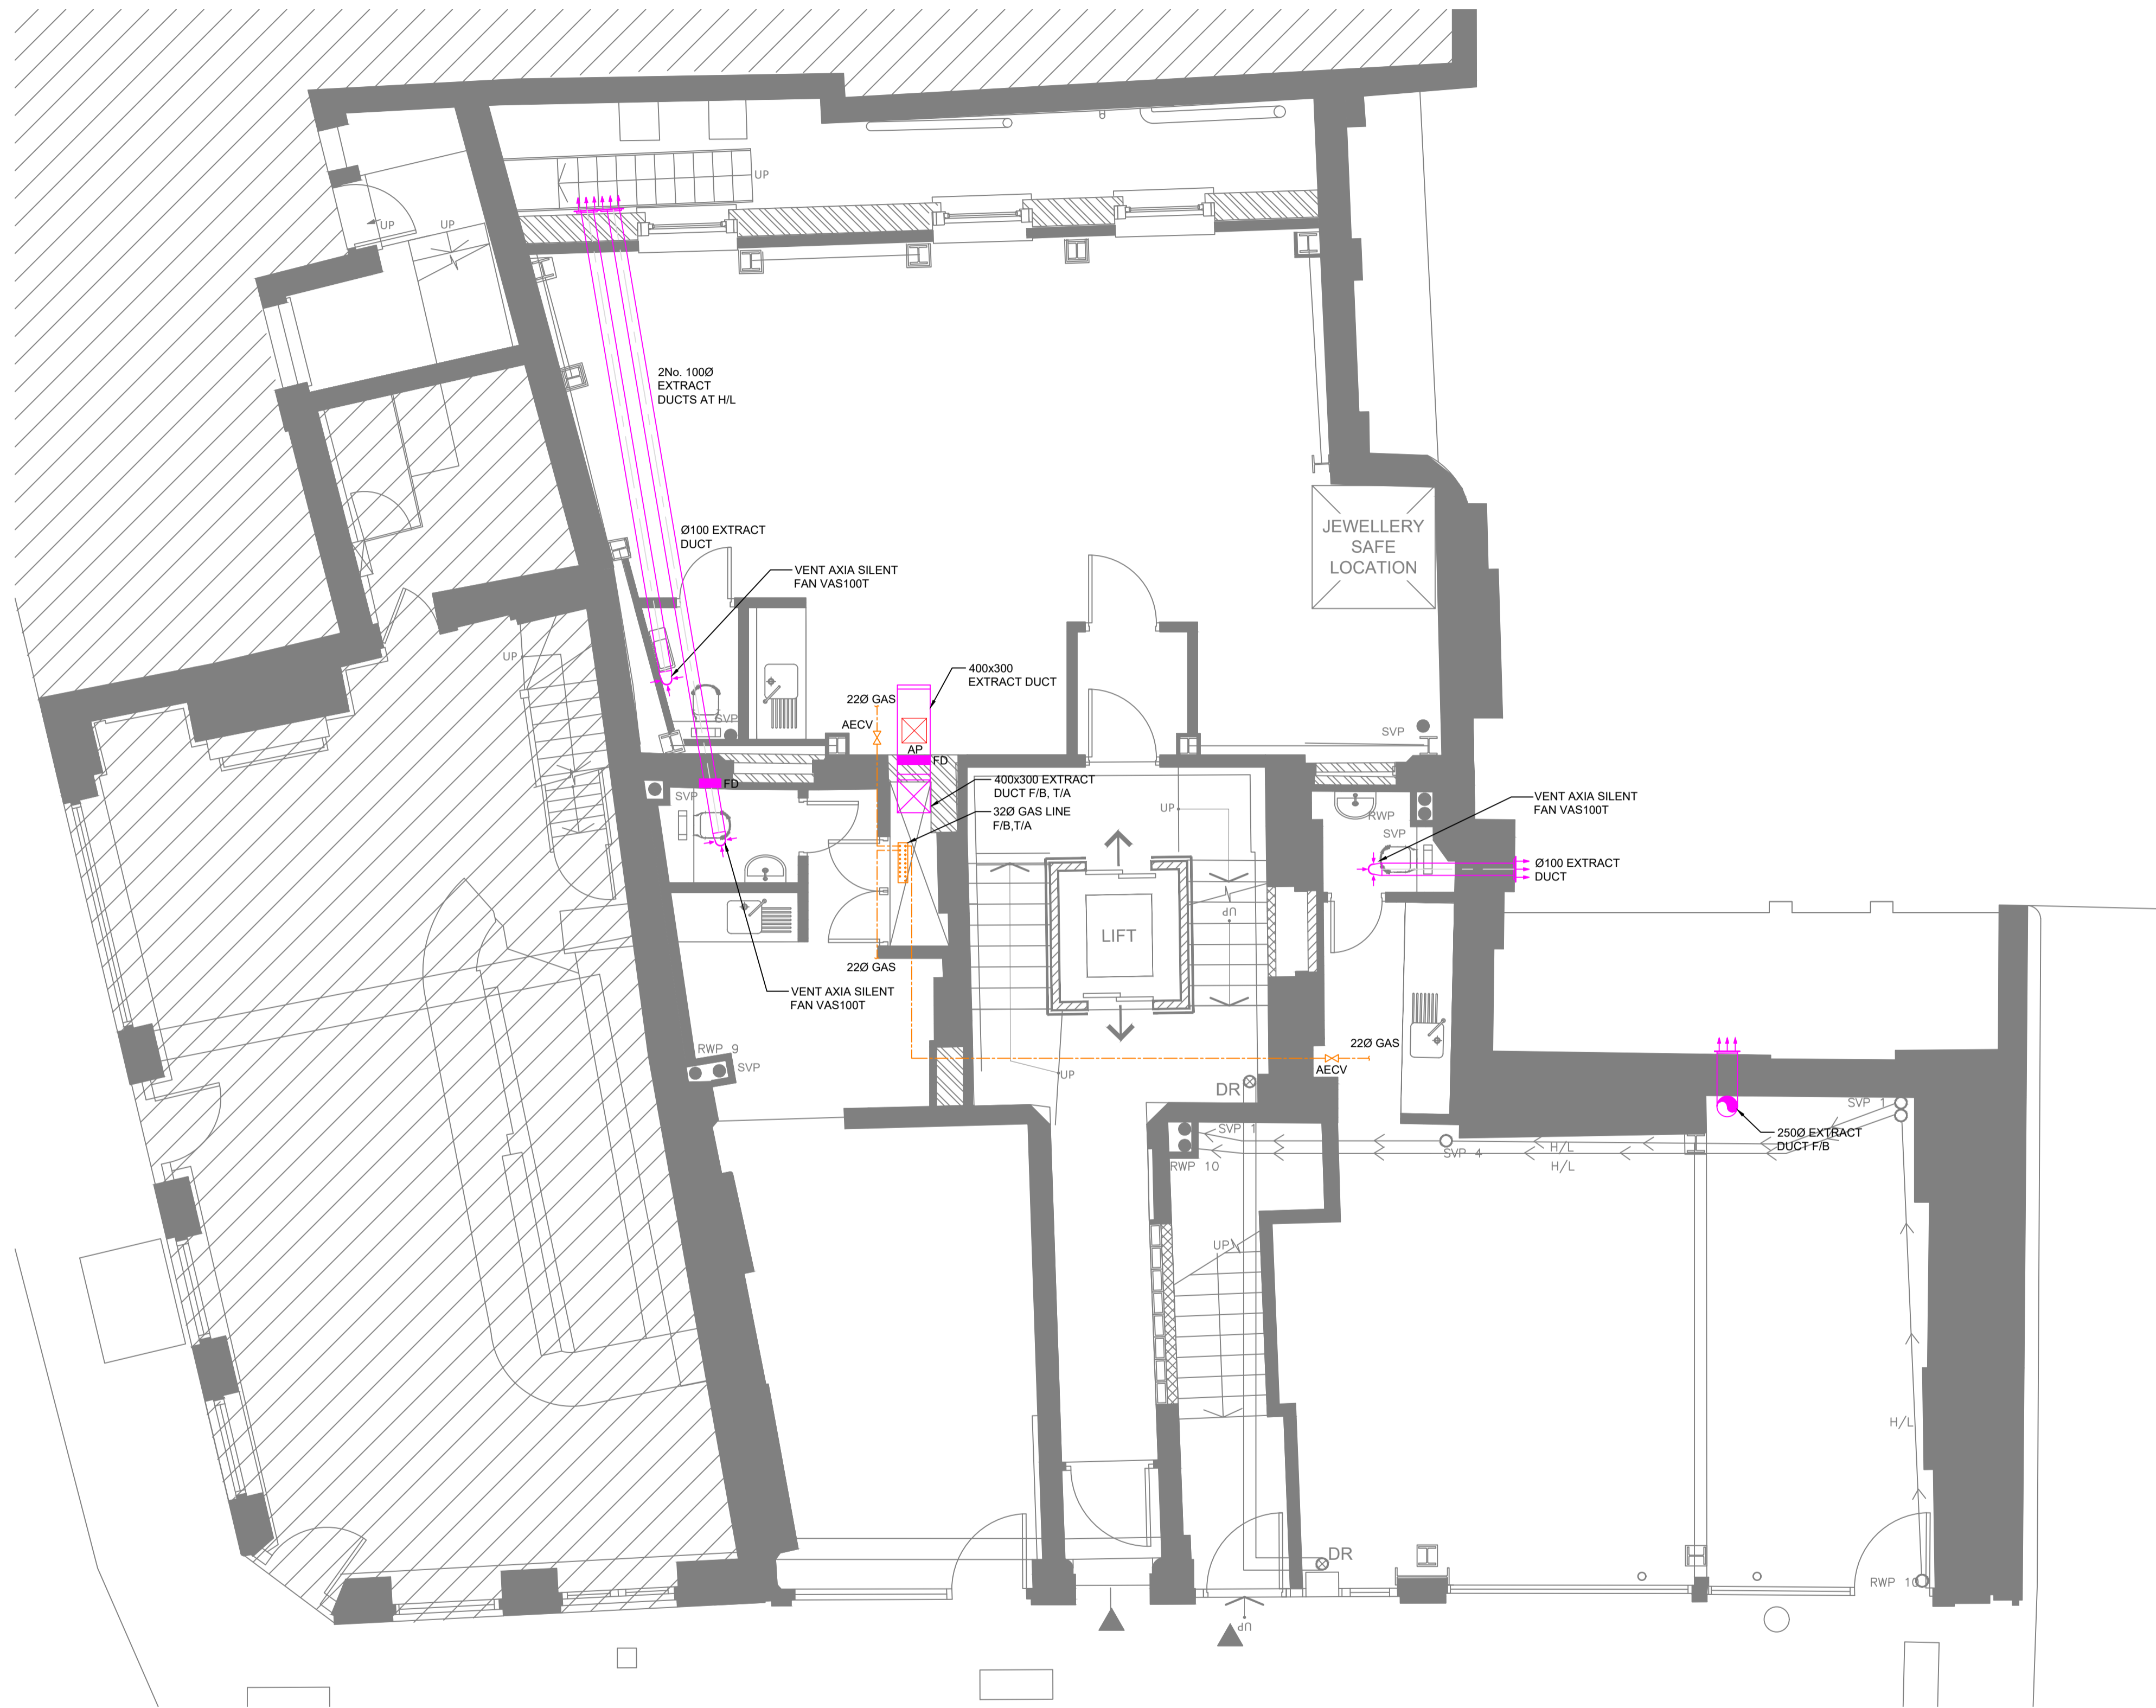 UP
UP
UP
2No. 100Ø
EXTRACT
DUCTS AT H/L
Ø100 EXTRACT
DUCT
VENT AXIA SILENT
FAN VAS100T
JEWELLERY
SAFE
LOCATION
UP
400x300
EXTRACT DUCT
22Ø GAS
SVP
AECV
SVP
AP
FD
FD
400x300 EXTRACT
DUCT F/B, T/A
SVP
32Ø GAS LINE
F/B,T/A
UP
VENT AXIA SILENT
FAN VAS100T
RWP
SVP
Ø100 EXTRACT
DUCT
UP
LIFT
22Ø GAS
VENT AXIA SILENT
FAN VAS100T
22Ø GAS
RWP 9
SVP
AECV
UP
DR
SVP 1
250Ø EXTRACT
DUCT F/B
SVP 1
SVP 4
H/L
RWP 10
H/L
UP
H/L
DR
RWP 10
UP